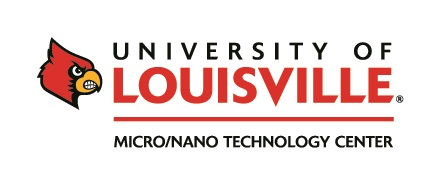 UNIVERSITY OF
LOUISVILLE®
MICRO/NANO TECHNOLOGY CENTER